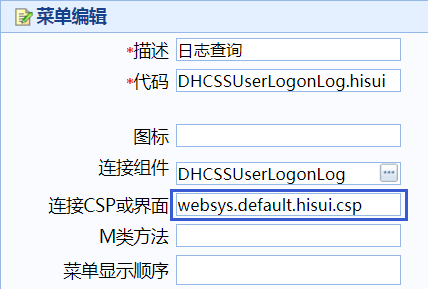 菜单编辑
*描述 日志查询
*代码 DHCSSUserLogonLog.hisui
图标
连接组件 DHCSSUserLogonLog
连接CSP或界面 websys.default.hisui.csp
M类方法
菜单显示顺序